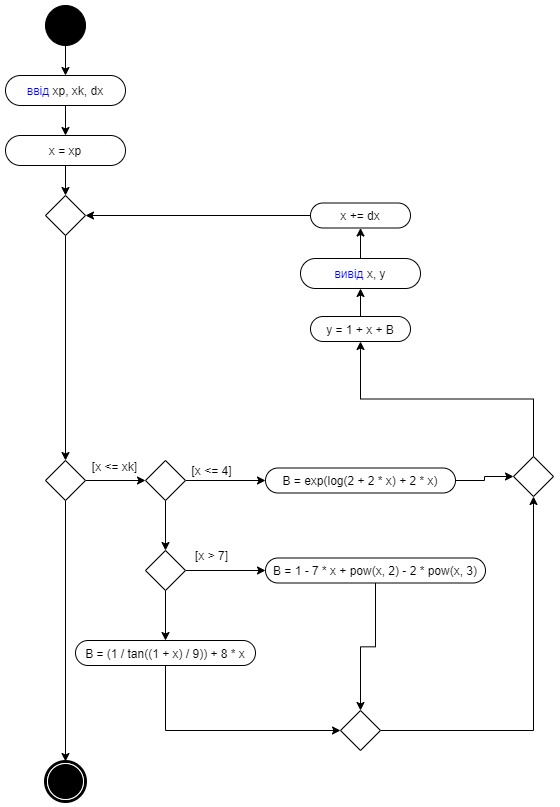 ввід xp, xk, dx
x = xp
x += dx
вивід x, y
y = 1 + x + B
[x <= xk]
[x <= 4]
B = exp(log(2 + 2 * x) + 2 * x)
[x > 7]
B = 1 - 7 * x + pow(x, 2) - 2 * pow(x, 3)
B = (1 / tan((1 + x) / 9)) + 8 * x